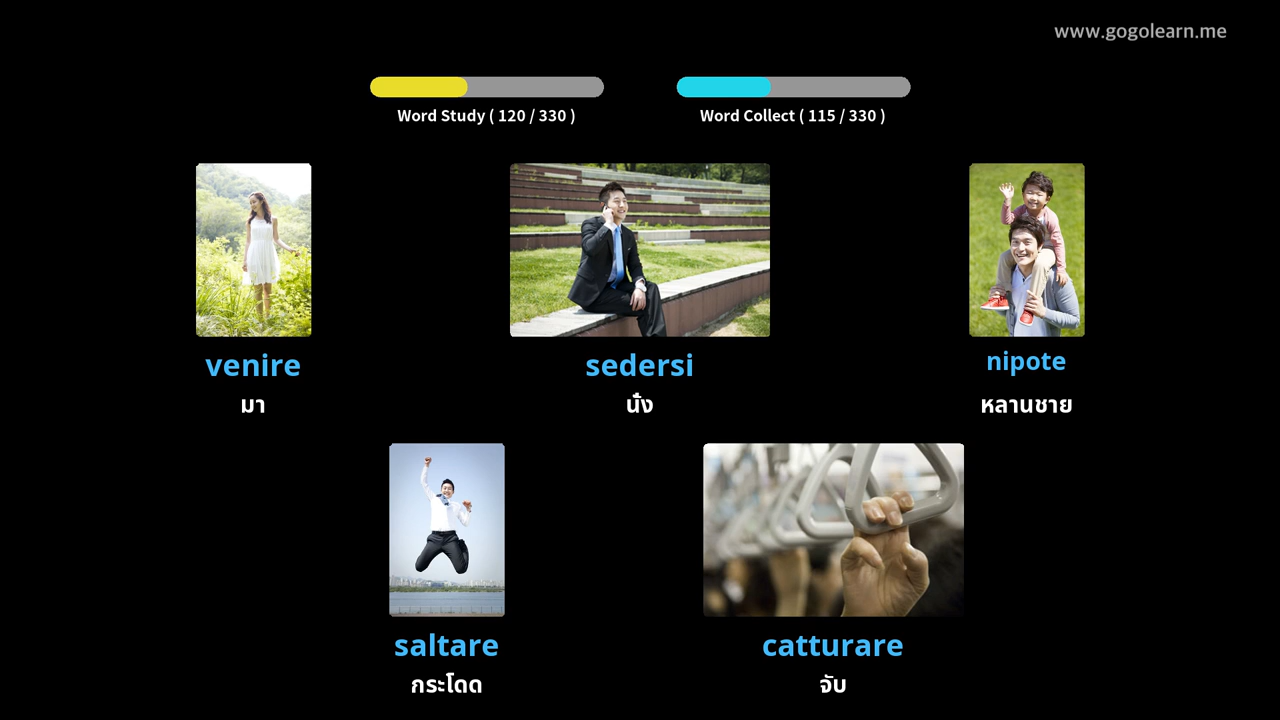 www.gogolearn.me
Word Study ( 120 / 330 )
Word Collect ( 115 / 330 )
venire
sedersi
nipote
มา
นั่ง
หลานชาย
saltare
catturare
กระโดด
จับ